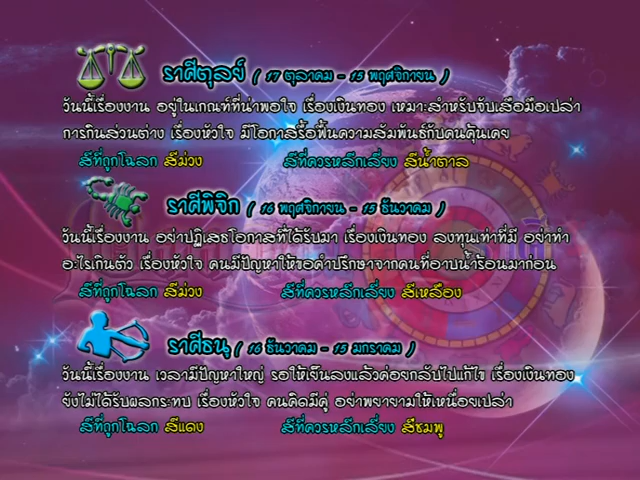 ราศีตุลย์ ( 17 ตุลาคม - 15 พฤศจิกายน )
วันนี้เรื่องงาน อยู่ในเกณฑ์ที่น่าพอใจ เรื่องเงินทอง เหมาะสำหรับจับเสือมือเปล่า
การกินส่วนต่าง เรื่องหัวใจ มีโอกาสรื้อฟื้นความสัมพันธ์กับคนคุ้นเคย
สีที่ถูกโฉลก สีม่วง สีที่ควรหลีกเลี่ยง สีน้ำตาล
ราศีพิจิก ( 16 พฤศจิกายน - 15 ธันวาคม )
วันนี้เรื่องงาน อย่าปฏิเสธโอกาสที่ได้รับมา เรื่องเงินทอง ลงทุนเท่าที่มี อย่าทำ
อะไรเกินตัว เรื่องหัวใจ คนมีปัญหาให้ขอคำปรึกษาจากคนที่อาบน้ำร้อนมาก่อน
สีที่ถูกโฉลก สีม่วง สีที่ควรหลีกเลี่ยง สีเหลือง
ราศีธนู ( 16 ธันวาคม - 15 มกราคม )
วันนี้เรื่องงาน เวลามีปัญหาใหญ่ รอให้เย็นลงแล้วค่อยกลับไปแก้ไข เรื่องเงินทอง
ยังไม่ได้รับผลกระทบ เรื่องหัวใจ คนคิดมีคู่ อย่าพยายามให้เหนื่อยเปล่า
สีที่ถูกโฉลก สีแดง สีที่ควรหลีกเลี่ยง สีชมพู